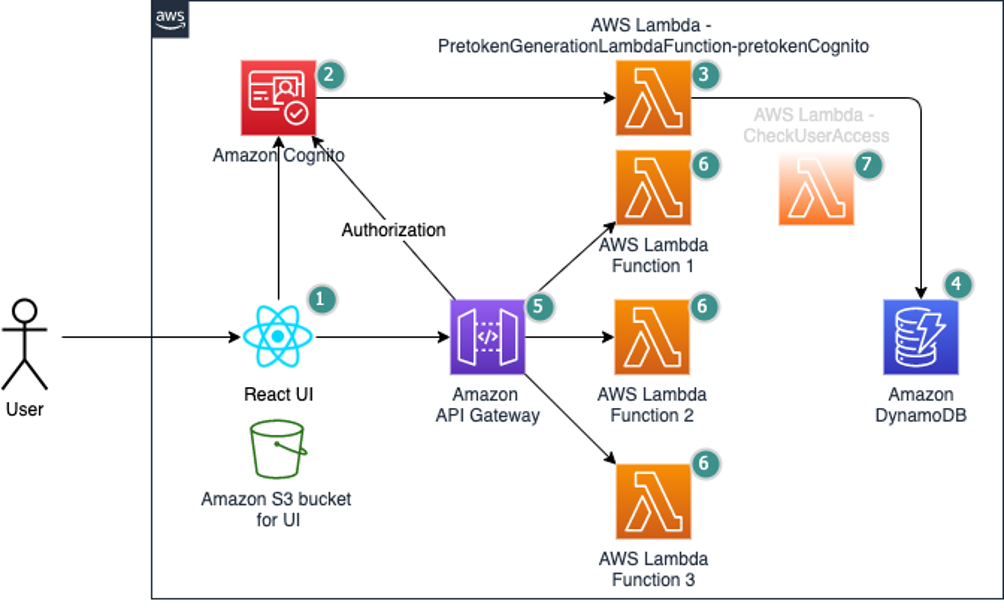 aws
AWS Lambda -
PretokenGenerationLambdaFunction-pretokenCognito
2
3
AWS Lambda -
CheckUserAccess
Amazon Cognito
6
7
Authorization
AWS Lambda
Function 1
1
5
6
4
User
React UI
Amazon
API Gateway
AWS Lambda
Function 2
Amazon
DynamoDB
6
Amazon S3 bucket
for UI
AWS Lambda
Function 3